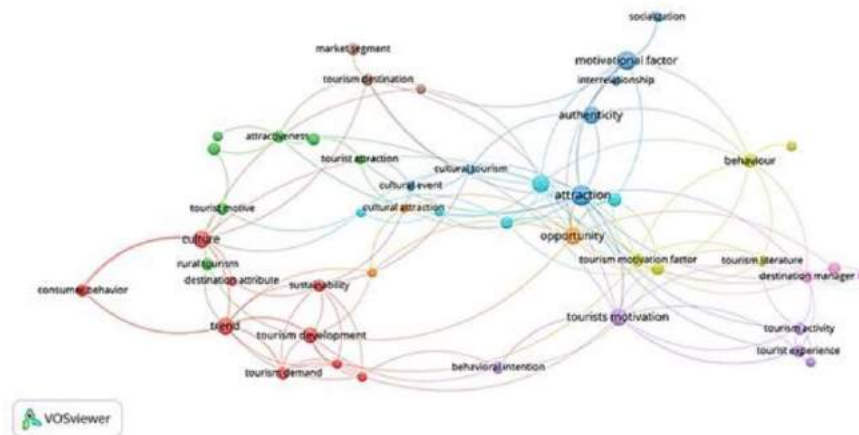 socialization
market segment
motivational factor
tourism destination
interrelationship
authenticity
attractiveness
tourist attraction
behaviour
cultural tourism
cultural event
attraction
tourist motive
cultural attraction
culture
opportunity
rural tourism
tourism motivation factor
tourism literature
destination attribute
destination manager
consumer behavior
sustainability
tourists motivation
trend
tourism development
tourism activity
tourist experience
behavioral intention
tourism demand
VOSviewer